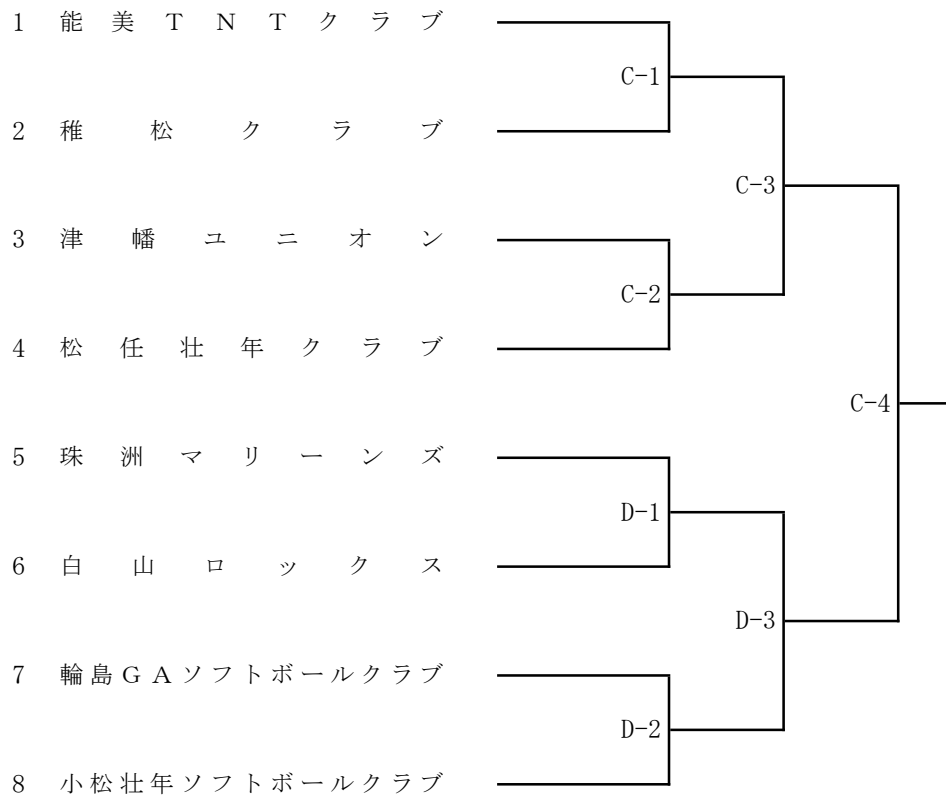 1 能美TNTクラブ
C-1
2 稚松クラブ
C-3
3 津幡ユニオン
C-2
4 松任壮年クラブ
C-4
5 珠洲マリーンズ
D-1
6 白山ロックス
D-3
7 輪島GAソフトボールクラブ
D-2
8 小松壮年ソフトボールクラブ